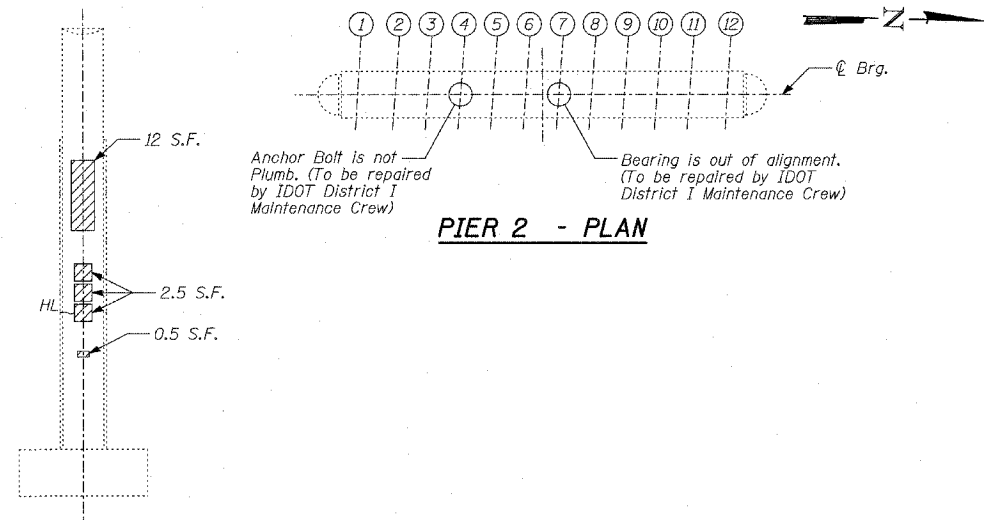 1 2 3 4 5 6 7 8 9 10 11 12
N
℄ Brg.
12 S.F.
Anchor Bolt is not
Plumb. (To be repaired
by IDOT District I
Maintenance Crew)
Bearing is out of alignment.
(To be repaired by IDOT
District I Maintenance Crew)
PIER 2 - PLAN
2.5 S.F.
HL
0.5 S.F.